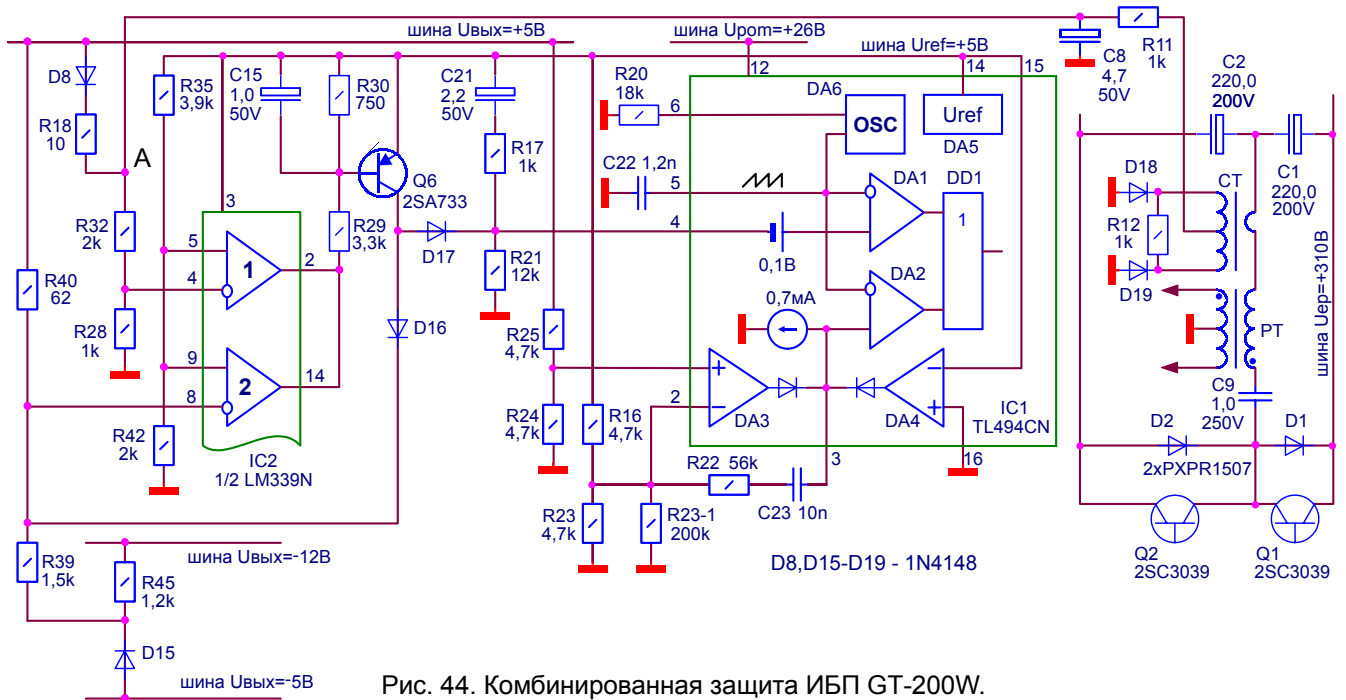 шина Uвых=+5В
шина Uпот=+26В
шина Uref=+5В
12
14
15
R11
1k
C8
4,7
50V
C2
220,0
200V
D8
R18
10
A
R35
3,9k
C15
1,0
50V
R30
750
C21
2,2
50V
R17
1k
R20
18k
6
DA6
OSC
Uref
DA5
C22 1,2n
5
DA1
DD1
1
Q6
2SA733
3
R32
2k
R29
3,3k
5
1
2
4
D17
4
0,1В
R21
12k
DA2
D18
R12
1k
D19
CT
C1
220,0
200V
R40
62
R28
1k
D16
0,7мА
R25
4,7k
9
2
14
8
PT
шина Uер=+310В
2
+
−
DA3
−
+
DA4
IC1
TL494CN
R24
4,7k
R16
4,7k
C9
1,0
250V
R42
2k
IC2
1/2 LM339N
R22 56k
3
16
D2
D1
2xPXPR1507
C23 10n
R23
4,7k
R23-1
200k
R39
1,5k
шина Uвых=-12В
R45
1,2k
D8,D15-D19 - 1N4148
Q2
2SC3039
Q1
2SC3039
D15
шина Uвых=-5В
Рис. 44. Комбинированная защита ИБП GT-200W.